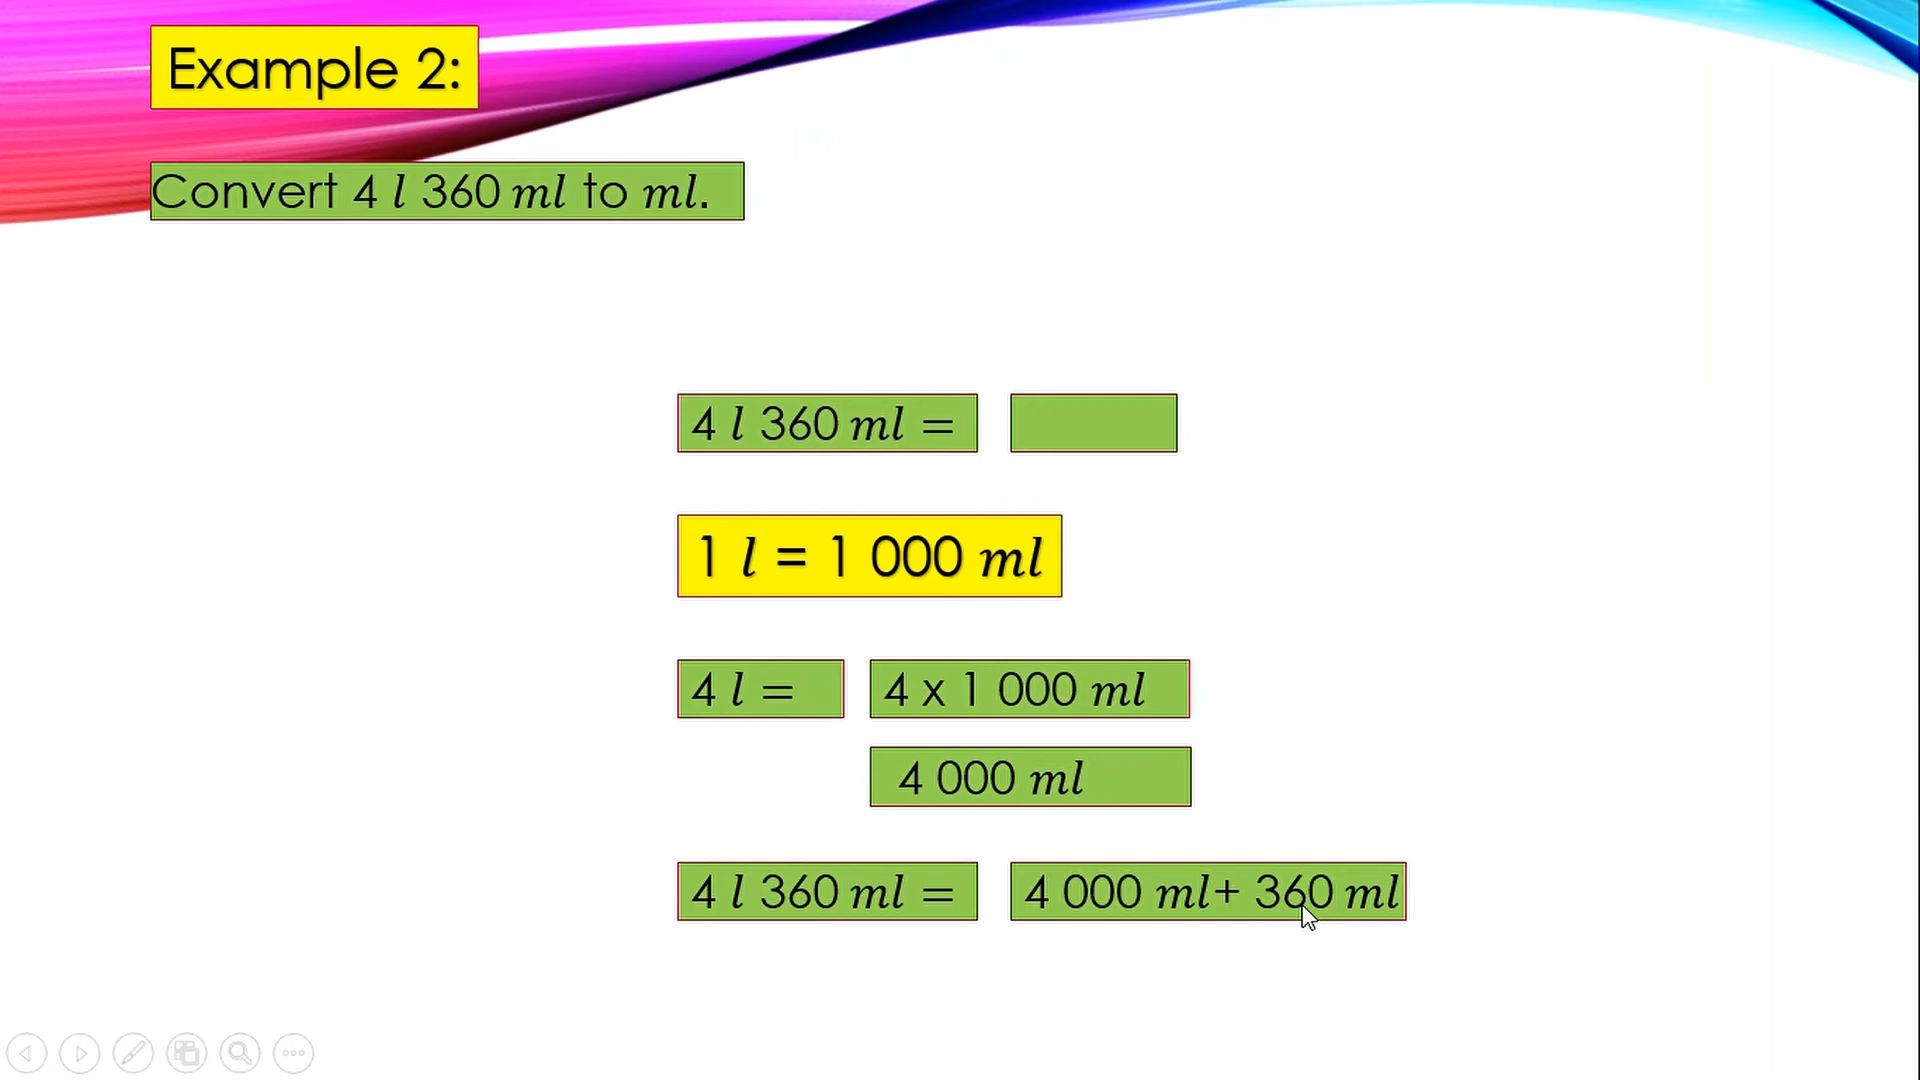 Example 2:
Convert 4 l 360 ml to ml.
4 l 360 ml =
1 l = 1 000 ml
4 l = 4 x 1 000 ml
4 000 ml
4 l 360 ml = 4 000 ml+ 360 ml